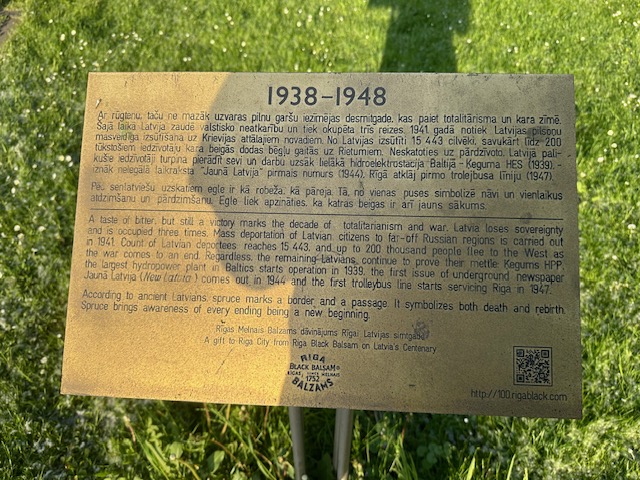 1938–1948
Ar rūgtenu, taču ne mazāk uzvaras pilnu garšu iezīmējas desmitgade, kas paiet totalitārisma un kara zīmē.
Šajā laikā Latvija zaudē valstisko neatkarību un tiek okupēta trīs reizes. 1941. gadā notiek Latvijas pilsoņu
masveidīga izsūtīšana uz Krievijas attālajiem novadiem. No Latvijas izsūtīti 15 443 cilvēki, savukārt līdz 200
tūkstošiem iedzīvotāju kara beigās dodas bēgļu gaitās uz Rietumiem. Neskatoties uz pārdzīvoto, Latvijā pali-
kušie iedzīvotāji turpina pierādīt sevi un darbu uzsāk lielākā hidroelektrostacija Baltijā – Ķeguma HES (1939),
iznāk nelegālā laikraksta "Jaunā Latvija" pirmais numurs (1944). Rīgā atklāj pirmo trolejbusa līniju (1947).
Pēc senlatviešu uzskatiem egle ir kā robeža, kā pāreja. Tā, no vienas puses simbolizē nāvi un vienlaikus
atdzimšanu un pārdzimšanu. Egle liek apzināties, ka katras beigas ir arī jauns sākums.
A taste of bitter, but still a victory marks the decade of totalitarianism and war. Latvia loses sovereignty
and is occupied three times. Mass deportation of Latvian citizens to far-off Russian regions is carried out
in 1941. Count of Latvian deportees reaches 15 443, and up to 200 thousand people flee to the West as
the war comes to an end. Regardless, the remaining Latvians, continue to prove their mettle: Ķegums HPP,
the largest hydropower plant in Baltics starts operation in 1939, the first issue of underground newspaper
Jaunā Latvija (New Latvia) comes out in 1944 and the first trolleybus line starts servicing Riga in 1947.
According to ancient Latvians, spruce marks a border and a passage. It symbolizes both death and rebirth.
Spruce brings awareness of every ending being a new beginning.
Rīgas Melnais Balzams dāvinājums Rīgai Latvijas simtgadē
A gift to Riga City from Riga Black Balsam on Latvia's Centenary
RIGA
BLACK BALSAM®
RĪGAS MELNAIS
1752
BALZAMS
http://100.rigablack.com